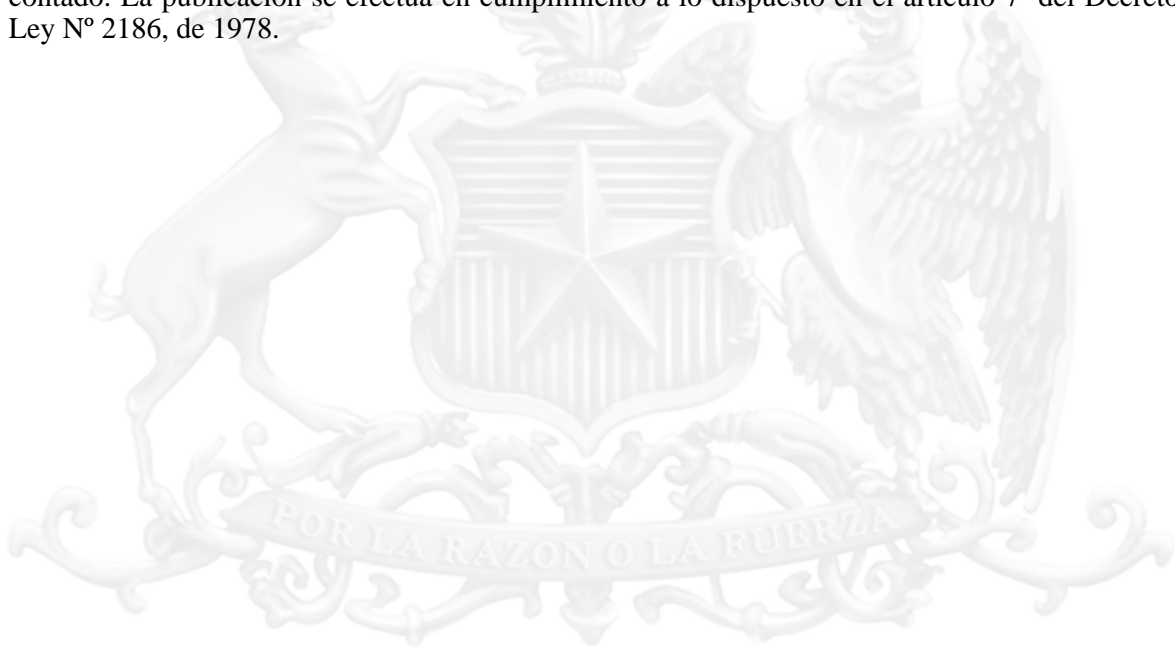 contado. La publicación se efectúa en cumplimiento a lo dispuesto en el artículo 7º del Decreto
Ley Nº 2186, de 1978.
POR LA RAZON O LA FUERZA